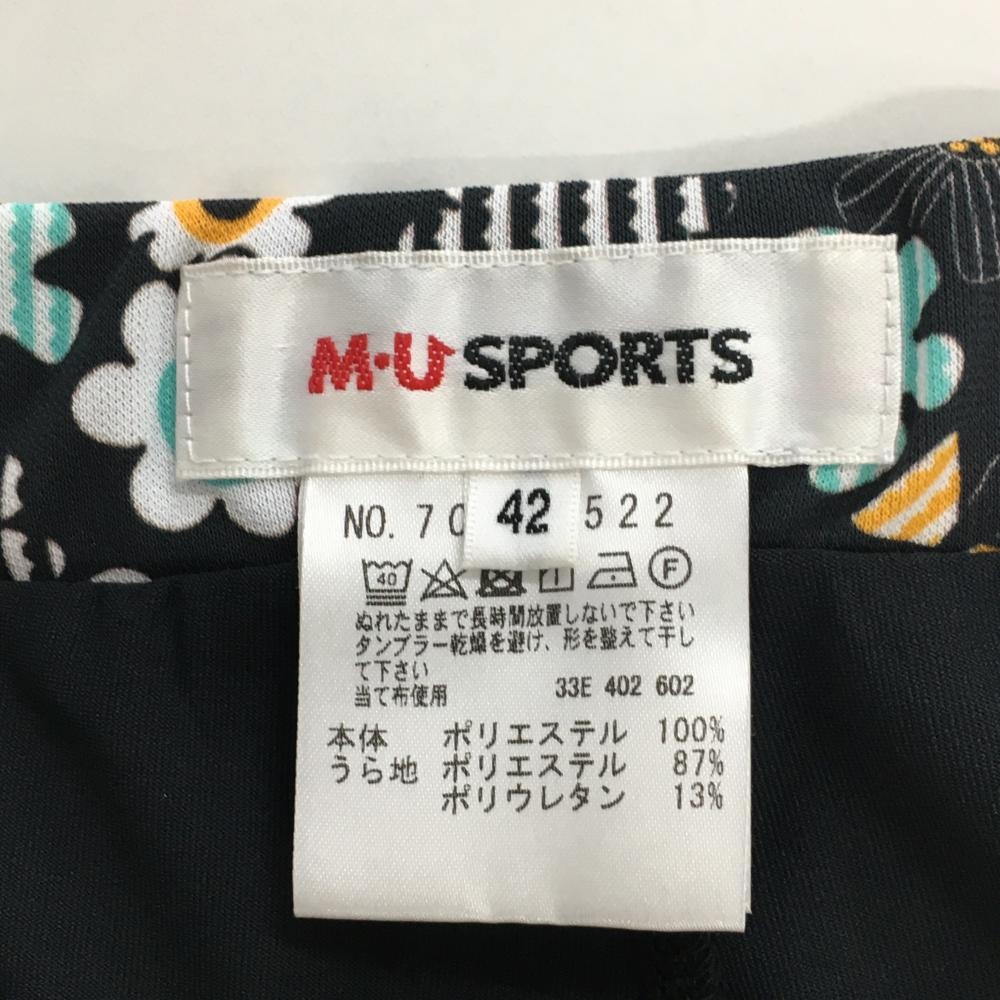 M・U SPORTS
NO. 70 42 522
40 F
ぬれたままで長時間放置しないで下さい
タンブラー乾燥を避け、形を整えて干し
て下さい
当て布使用 33E 402 602
本体 ポリエステル 100%
うら地 ポリエステル 87%
ポリウレタン 13%